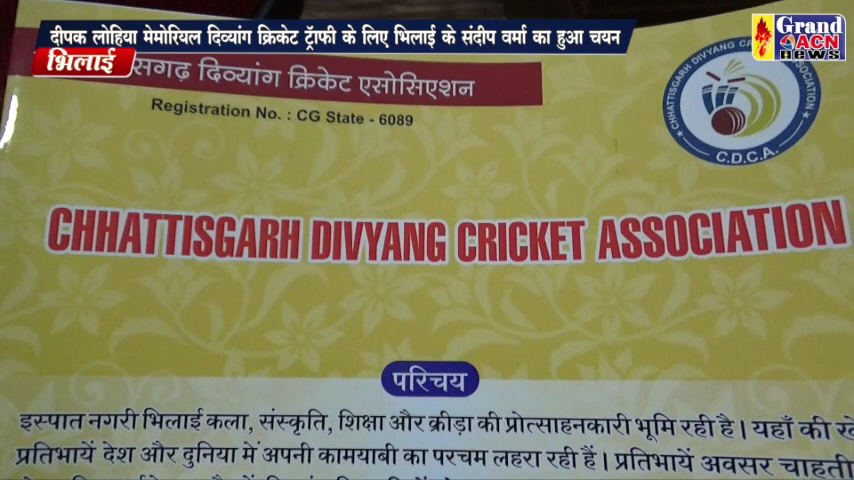 दीपक लोहिया मेमोरियल दिव्यांग क्रिकेट ट्रॉफी के लिए भिलाई के संदीप वर्मा का हुआ चयन
भिलाई
Grand
ACN
news
सगढ़ दिव्यांग क्रिकेट एसोसिएशन
Registration No. : CG State - 6089
CHHATTISGARH DIVYANG CRICKET ASSOCIATION
C.D.C.A.
CHHATTISGARH DIVYANG CRICKET ASSOCIATION
परिचय
इस्पात नगरी भिलाई कला, संस्कृति, शिक्षा और क्रीड़ा की प्रोत्साहनकारी भूमि रही है। यहाँ की
प्रतिभायें देश और दुनिया में अपनी कामयाबी का परचम लहरा रही हैं। प्रतिभायें अवसर चाहती